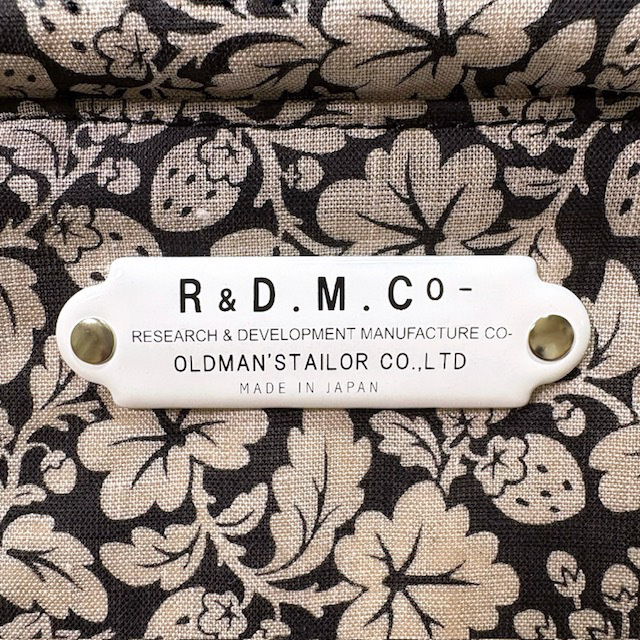 R & D . M . Co -
RESEARCH & DEVELOPMENT MANUFACTURE CO-
OLDMAN'STAILOR CO.,LTD
MADE IN JAPAN